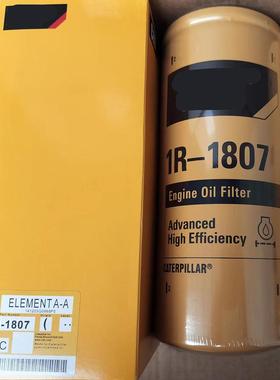 1R-1807
Engine Oil Filter
Advanced
High Efficiency
CATERPILLAR®
ELEMENT A-A
-1807
C